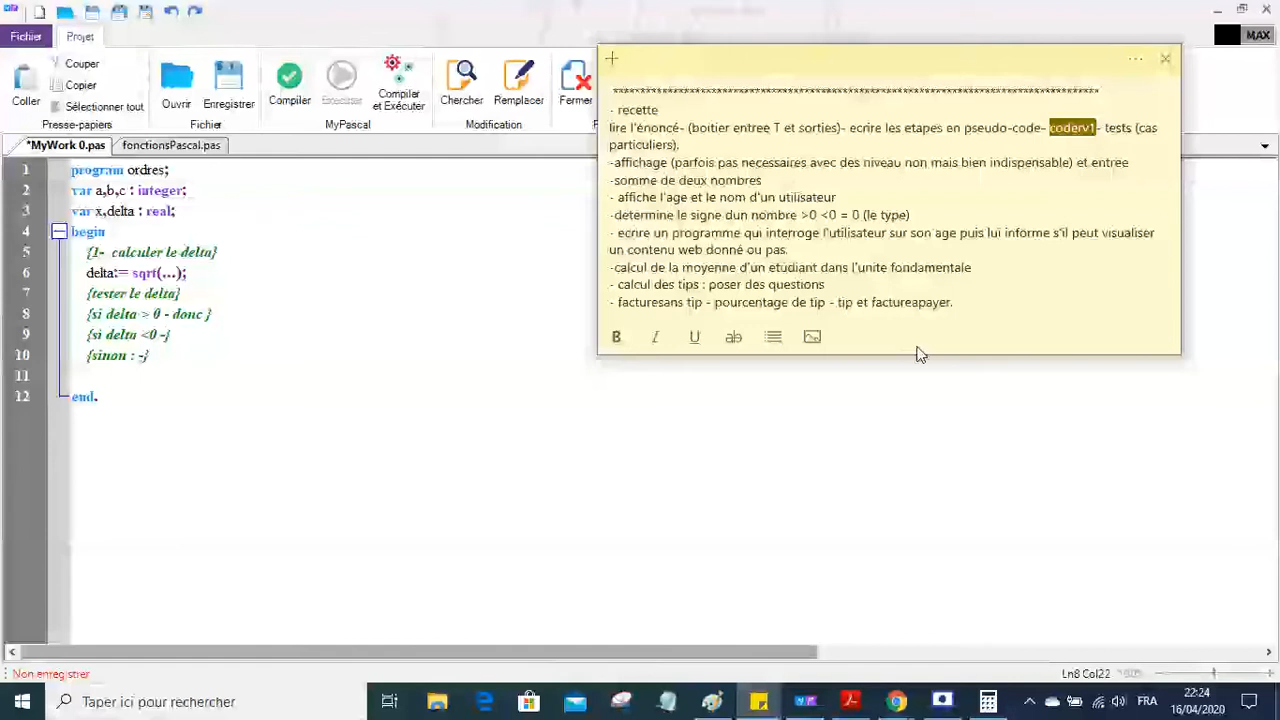 Fichier
Projet
MAX
Coller
Couper
Copier
Sélectionner tout
Presse-papiers
Ouvrir
Enregistrer
Fichier
Compiler
Compiler
et Exécuter
MyPascal
Chercher
Remplacer
Modification
Fermer
*MyWork 0.pas
fonctionsPascal.pas
1 program ordres;
2 var a,b,c : integer;
3 var x,delta : real;
4 begin
5 {1- calculer le delta}
6 delta:= sqrt(...);
7 {tester le delta}
8 {si delta > 0 - donc }
9 {si delta <0 -}
10 {sinon : -}
11
12 end.
- recette
lire l'énoncé- (boitier entree T et sorties)- ecrire les etapes en pseudo-code- coderv1- tests (cas
particuliers).
-affichage (parfois pas necessaires avec des niveau non mais bien indispensable) et entree
-somme de deux nombres
- affiche l'age et le nom d'un utilisateur
-determine le signe dun nombre >0 <0 = 0 (le type)
- ecrire un programme qui interroge l'utilisateur sur son age puis lui informe s'il peut visualiser
un contenu web donné ou pas.
-calcul de la moyenne d'un etudiant dans l'unite fondamentale
- calcul des tips : poser des questions
- facturesans tip - pourcentage de tip - tip et factureapayer.
B I U ab
Non enregistrer
Ln8 Col22
Taper ici pour rechercher
FRA
22:24
16/04/2020